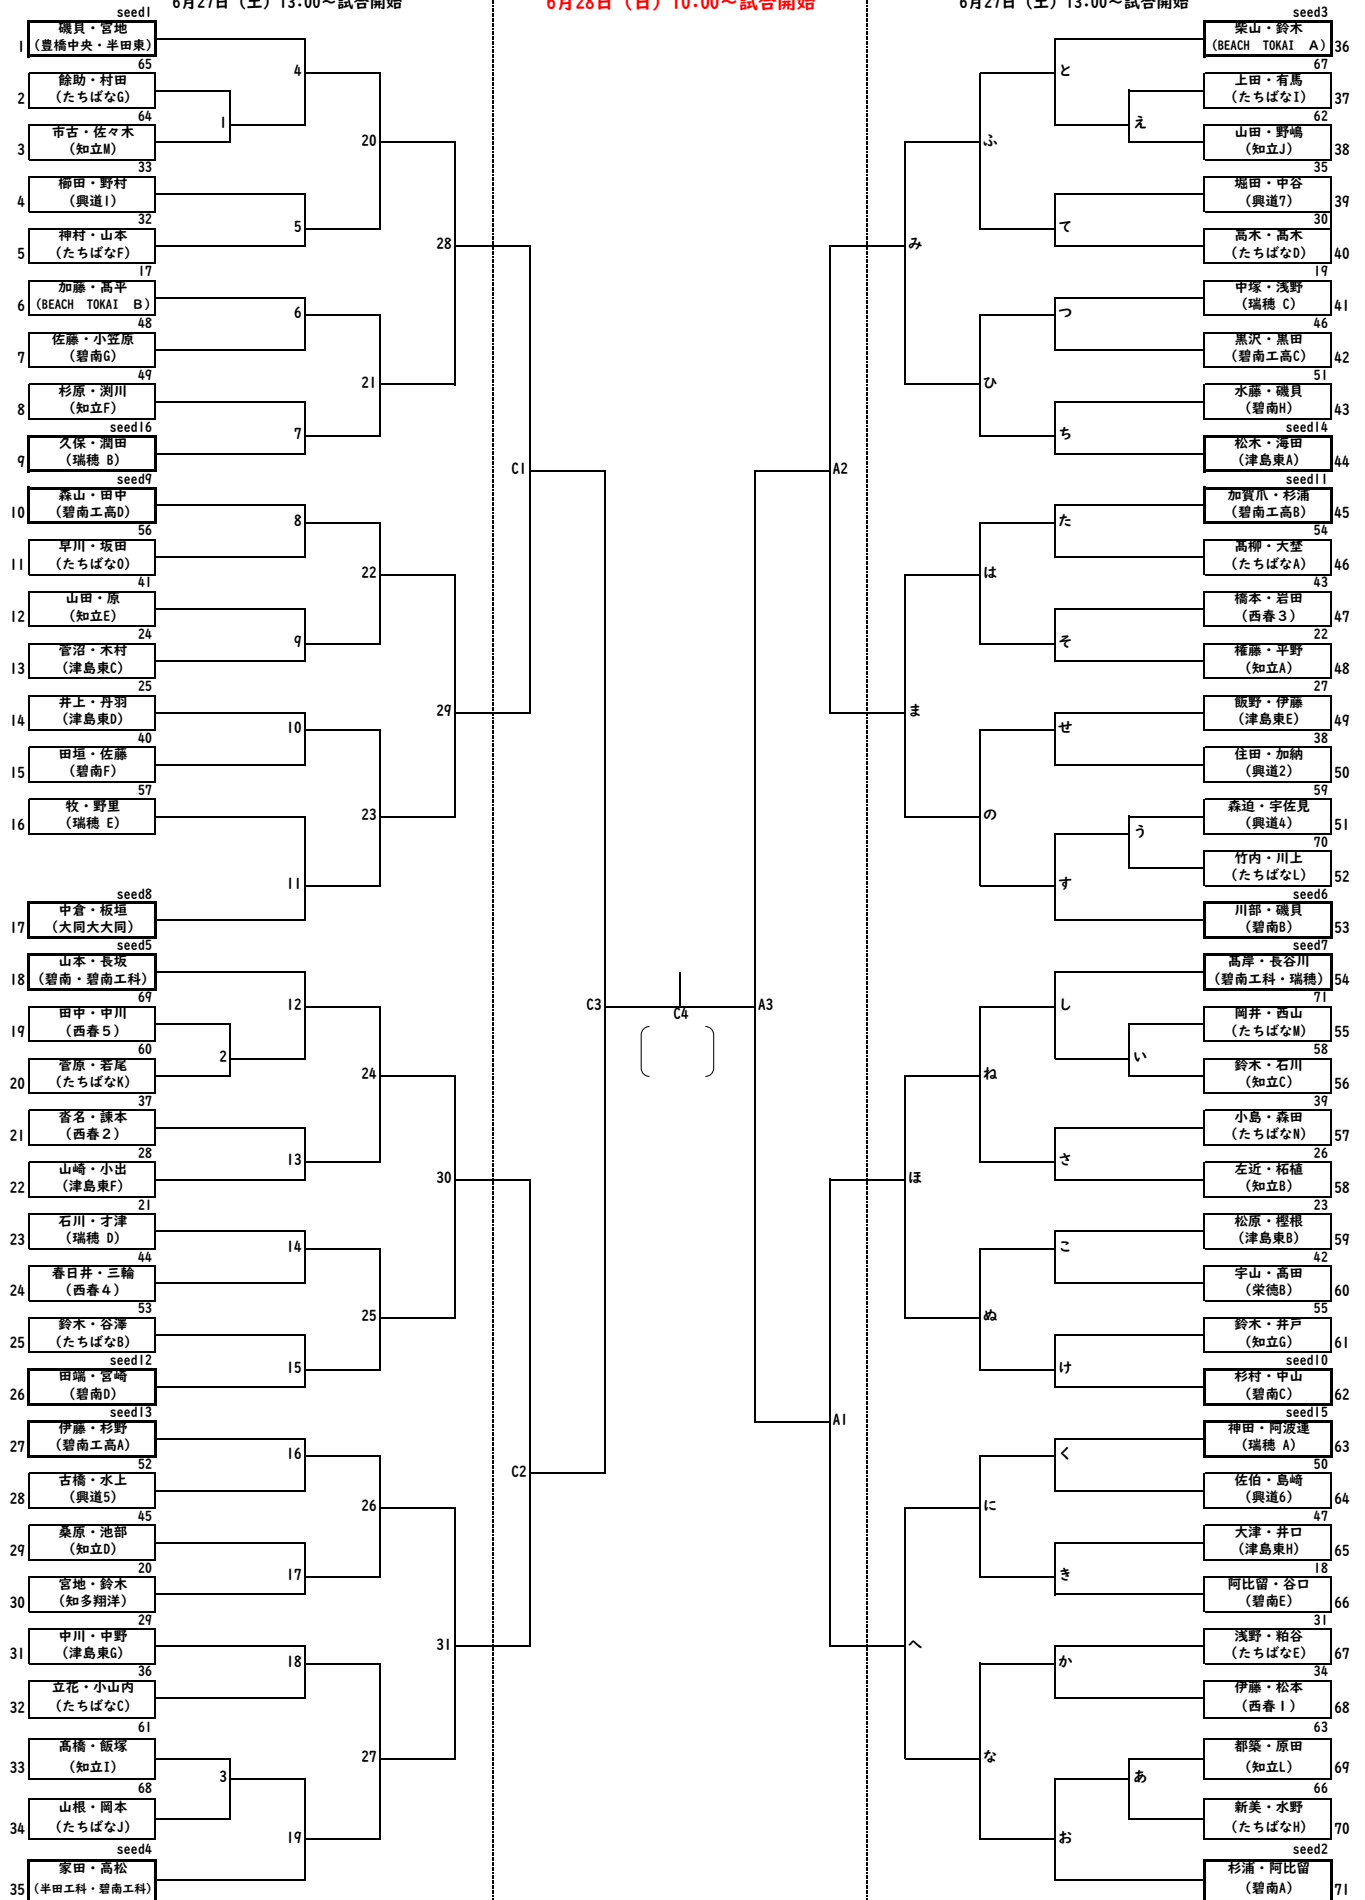 6月27日（土）13:00～試合開始
6月28日（日）10:00～試合開始
6月27日（土）13:00～試合開始
seed1
1 磯貝・宮地
（豊橋中央・半田東）
65
2 餘助・村田
（たちばなG）
64
3 市古・佐々木
（知立M）
33
4 櫛田・野村
（興道1）
32
5 神村・山本
（たちばなF）
17
6 加藤・髙平
（BEACH TOKAI B）
48
7 佐藤・小笠原
（碧南G）
49
8 杉原・渕川
（知立F）
seed16
9 久保・潤田
（瑞穂 B）
seed9
10 森山・田中
（碧南工高D）
56
11 早川・坂田
（たちばなO）
41
12 山田・原
（知立E）
24
13 菅沼・木村
（津島東C）
25
14 井上・丹羽
（津島東D）
40
15 田垣・佐藤
（碧南F）
57
16 牧・野里
（瑞穂 E）
seed8
17 中倉・板垣
（大同大大同）
seed5
18 山本・長坂
（碧南・碧南工科）
69
19 田中・中川
（西春５）
60
20 菅原・若尾
（たちばなK）
37
21 沓名・諌本
（西春２）
28
22 山崎・小出
（津島東F）
21
23 石川・才津
（瑞穂 D）
44
24 春日井・三輪
（西春４）
53
25 鈴木・谷澤
（たちばなB）
seed12
26 田端・宮崎
（碧南D）
seed13
27 伊藤・杉野
（碧南工高A）
52
28 古橋・水上
（興道5）
45
29 桑原・池部
（知立D）
20
30 宮地・鈴木
（知多翔洋）
29
31 中川・中野
（津島東G）
36
32 立花・小山内
（たちばなC）
61
33 髙橋・飯塚
（知立I）
68
34 山根・岡本
（たちばなJ）
seed4
35 家田・高松
（半田工科・碧南工科）
1
2
3
4
5
6
7
8
9
10
11
12
13
14
15
16
17
18
19
20
21
22
23
24
25
26
27
28
29
30
31
C1
C2
C3
C4
A3
A2
A1
み
ま
ほ
へ
ふ
ひ
は
の
ね
ぬ
に
な
と
て
つ
ち
た
そ
せ
す
し
さ
こ
け
く
き
か
お
え
う
い
あ
seed3
柴山・鈴木 36
（BEACH TOKAI A）
67
上田・有馬 37
（たちばなI）
62
山田・野嶋 38
（知立J）
35
堀田・中谷 39
（興道7）
30
高木・髙木 40
（たちばなD）
19
中塚・浅野 41
（瑞穂 C）
46
黒沢・黒田 42
（碧南工高C）
51
水藤・磯貝 43
（碧南H）
seed14
松木・海田 44
（津島東A）
seed11
加賀爪・杉浦 45
（碧南工高B）
54
髙柳・大埜 46
（たちばなA）
43
橋本・岩田 47
（西春３）
22
権藤・平野 48
（知立A）
27
飯野・伊藤 49
（津島東E）
38
住田・加納 50
（興道2）
59
森迫・宇佐見 51
（興道4）
70
竹内・川上 52
（たちばなL）
seed6
川部・磯貝 53
（碧南B）
seed7
髙岸・長谷川 54
（碧南工科・瑞穂）
71
岡井・西山 55
（たちばなM）
58
鈴木・石川 56
（知立C）
39
小島・森田 57
（たちばなN）
26
左近・柘植 58
（知立B）
23
松原・樫根 59
（津島東B）
42
宇山・髙田 60
（栄徳B）
55
鈴木・井戸 61
（知立G）
seed10
杉村・中山 62
（碧南C）
seed15
神田・阿波連 63
（瑞穂 A）
50
佐伯・島﨑 64
（興道6）
47
大津・井口 65
（津島東H）
18
阿比留・谷口 66
（碧南E）
31
浅野・粕谷 67
（たちばなE）
34
伊藤・松本 68
（西春１）
63
都築・原田 69
（知立L）
66
新美・水野 70
（たちばなH）
seed2
杉浦・阿比留 71
（碧南A）